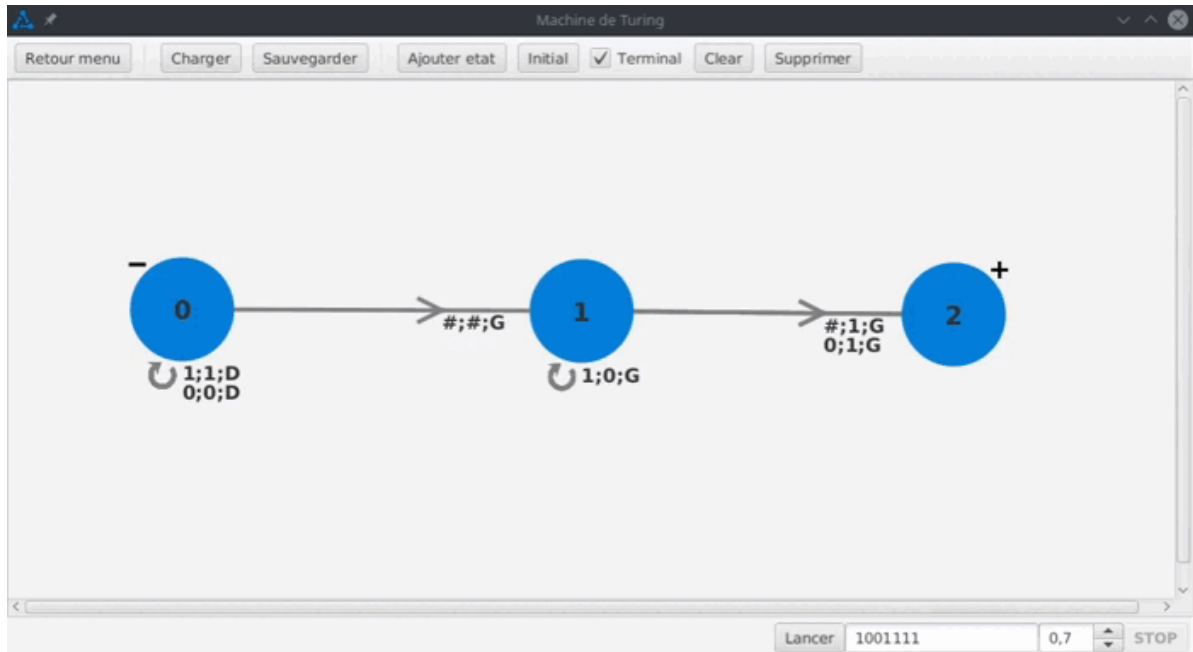 Machine de Turing
Retour menu Charger Sauvegarder Ajouter etat Initial Terminal Clear Supprimer
− +
0 1 2
#;#;G #;1;G
0;1;G
1;1;D 1;0;G
0;0;D
Lancer 1001111 0,7 STOP